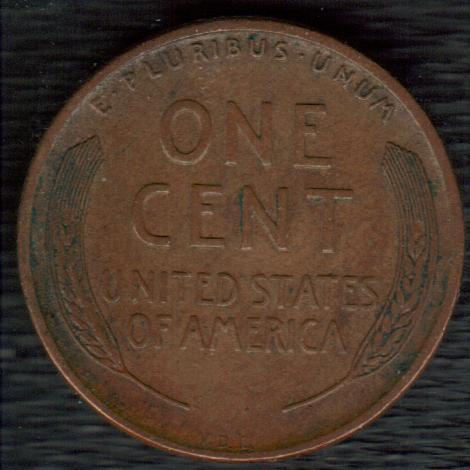 E·PLURIBUS·UNUM
ONE
CENT
UNITED STATES
OF AMERICA